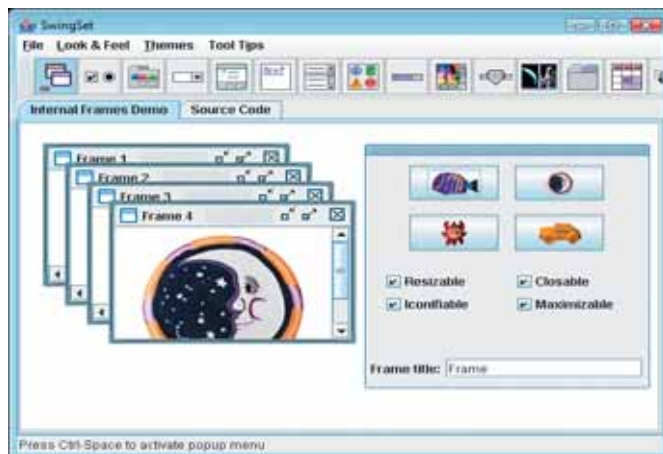 SwingSet
File Look & Feel Themes Tool Tips
Internal Frames Demo Source Code
Frame 1
Frame 2
Frame 3
Frame 4
Resizable Closable
Iconifiable Maximizable
Frame title: Frame
Press Ctrl-Space to activate popup menu